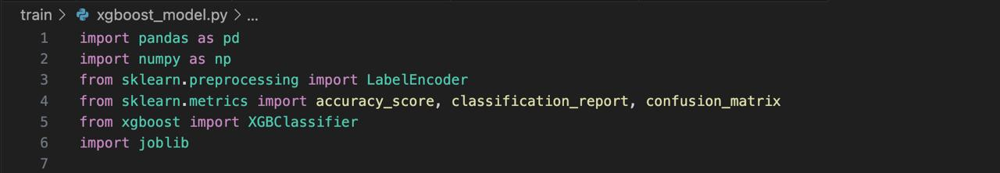 train > xgboost_model.py > ...
1 import pandas as pd
2 import numpy as np
3 from sklearn.preprocessing import LabelEncoder
4 from sklearn.metrics import accuracy_score, classification_report, confusion_matrix
5 from xgboost import XGBClassifier
6 import joblib
7